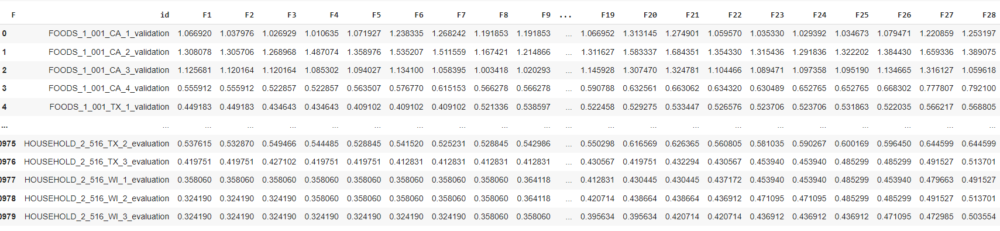 F id F1 F2 F3 F4 F5 F6 F7 F8 F9 ... F19 F20 F21 F22 F23 F24 F25 F26 F27 F28
0 FOODS_1_001_CA_1_validation 1.066920 1.037976 1.026929 1.010635 1.071927 1.238335 1.268242 1.191853 1.191853 ... 1.066952 1.313145 1.274901 1.059570 1.035330 1.029392 1.034673 1.079471 1.220859 1.253197
1 FOODS_1_001_CA_2_validation 1.308078 1.305706 1.268968 1.487074 1.358976 1.535207 1.511559 1.167421 1.214866 ... 1.311627 1.583337 1.684351 1.354330 1.315436 1.291836 1.322202 1.384430 1.659336 1.389075
2 FOODS_1_001_CA_3_validation 1.125681 1.120164 1.120164 1.085302 1.094027 1.134100 1.058395 1.003418 1.020293 ... 1.145928 1.307470 1.324781 1.104466 1.089471 1.097358 1.095190 1.134665 1.316127 1.059618
3 FOODS_1_001_CA_4_validation 0.555912 0.555912 0.522857 0.522857 0.563507 0.576770 0.615153 0.566278 0.566278 ... 0.590788 0.632561 0.663062 0.634320 0.630489 0.652765 0.652765 0.668302 0.777807 0.792100
4 FOODS_1_001_TX_1_validation 0.449183 0.449183 0.434643 0.434643 0.409102 0.409102 0.409102 0.521336 0.538597 ... 0.522458 0.529275 0.533447 0.526576 0.523706 0.523706 0.531863 0.522035 0.566217 0.568805
... ... ... ... ... ... ... ... ... ... ... ... ... ... ... ... ... ... ... ... ... ...
0975 HOUSEHOLD_2_516_TX_2_evaluation 0.537615 0.532870 0.549466 0.544485 0.528845 0.541520 0.525231 0.528845 0.542986 ... 0.550298 0.616569 0.626365 0.560805 0.581035 0.590267 0.600169 0.596450 0.644599 0.644599
0976 HOUSEHOLD_2_516_TX_3_evaluation 0.419751 0.419751 0.427102 0.419751 0.419751 0.412831 0.412831 0.412831 0.412831 ... 0.430567 0.419751 0.432294 0.430567 0.453940 0.453940 0.485299 0.485299 0.491527 0.513701
0977 HOUSEHOLD_2_516_WI_1_evaluation 0.358060 0.358060 0.358060 0.358060 0.358060 0.358060 0.358060 0.358060 0.364118 ... 0.412831 0.430445 0.430445 0.437172 0.453940 0.453940 0.485299 0.453940 0.479663 0.491527
0978 HOUSEHOLD_2_516_WI_2_evaluation 0.324190 0.324190 0.324190 0.358060 0.358060 0.358060 0.358060 0.358060 0.364118 ... 0.420714 0.438664 0.438664 0.436912 0.471095 0.471095 0.485299 0.485299 0.491527 0.513701
0979 HOUSEHOLD_2_516_WI_3_evaluation 0.324190 0.324190 0.324190 0.324190 0.324190 0.324190 0.324190 0.358060 0.358060 ... 0.395634 0.395634 0.420714 0.420714 0.436912 0.436912 0.436912 0.471095 0.472985 0.503554